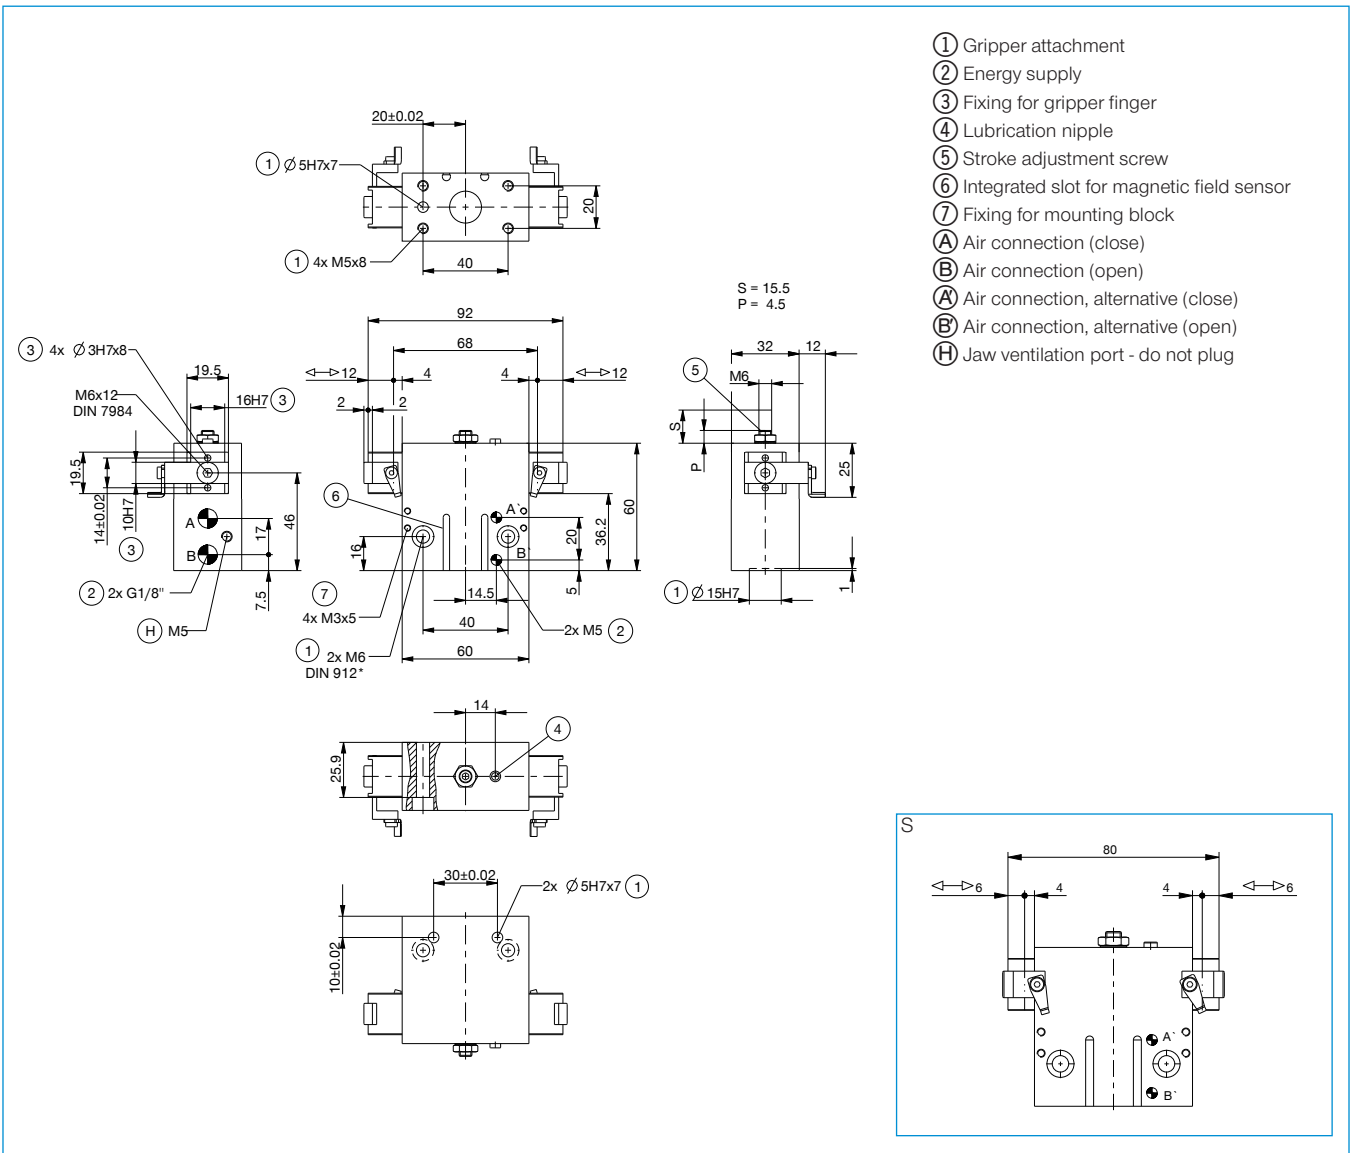 1 Gripper attachment
2 Energy supply
3 Fixing for gripper finger
4 Lubrication nipple
5 Stroke adjustment screw
6 Integrated slot for magnetic field sensor
7 Fixing for mounting block
A Air connection (close)
B Air connection (open)
A' Air connection, alternative (close)
B' Air connection, alternative (open)
H Jaw ventilation port - do not plug
20±0.02
1 Ø 5H7x7
20
1 4x M5x8
40
S = 15.5
P = 4.5
3 4x Ø 3H7x8
19.5
M6x12
DIN 7984
16H7 3
19.5
14±0.02
10H7
3
A
B
17
46
7.5
2 2x G1/8"
H M5
92
68
12
4
4
12
2
2
6
A`
B`
16
20
36.2
60
5
14.5
7
4x M3x5
40
2x M5 2
1 2x M6
DIN 912*
60
32
12
5
M6
S
P
25
1 Ø 15H7
1
14
4
25.9
30±0.02
2x Ø 5H7x7 1
10±0.02
S
80
6
4
4
6
A`
B`